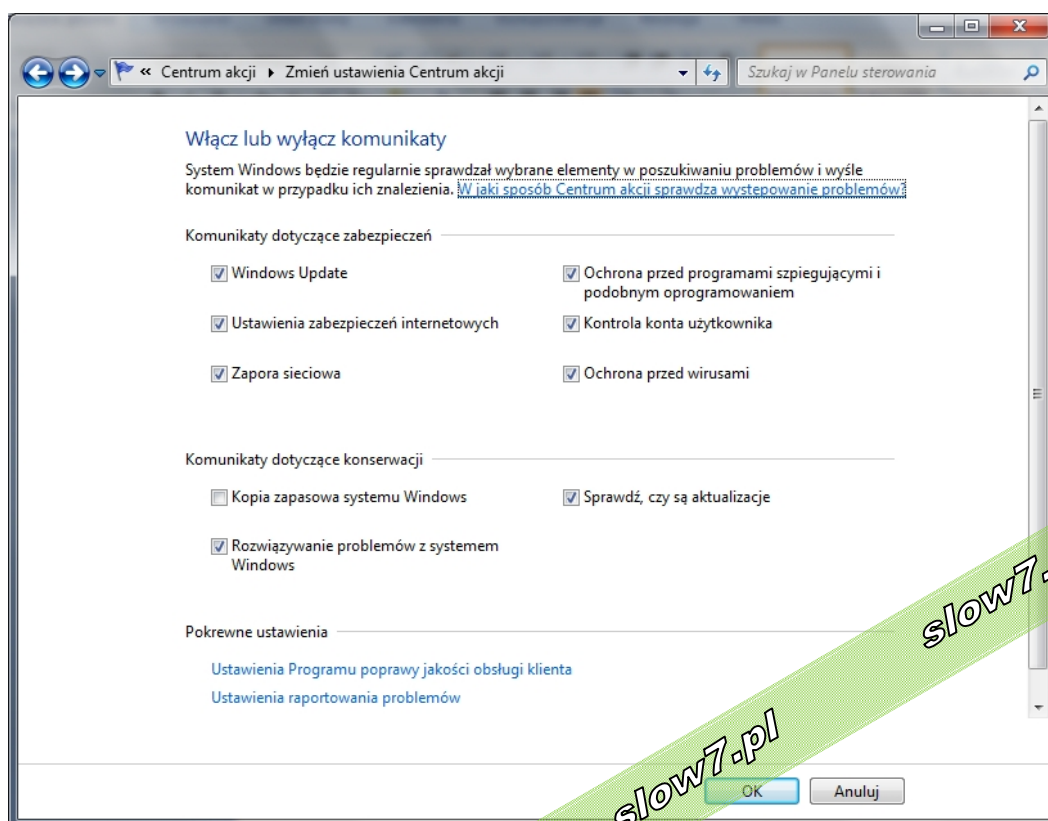 « Centrum akcji ▸ Zmień ustawienia Centrum akcji
Szukaj w Panelu sterowania
Włącz lub wyłącz komunikaty
System Windows będzie regularnie sprawdzał wybrane elementy w poszukiwaniu problemów i wyśle
komunikat w przypadku ich znalezienia. W jaki sposób Centrum akcji sprawdza występowanie problemów?
Komunikaty dotyczące zabezpieczeń
Windows Update
Ochrona przed programami szpiegującymi i
podobnym oprogramowaniem
Ustawienia zabezpieczeń internetowych
Kontrola konta użytkownika
Zapora sieciowa
Ochrona przed wirusami
Komunikaty dotyczące konserwacji
Kopia zapasowa systemu Windows
Sprawdź, czy są aktualizacje
Rozwiązywanie problemów z systemem
Windows
Pokrewne ustawienia
Ustawienia Programu poprawy jakości obsługi klienta
Ustawienia raportowania problemów
slow7.
slow7.pl
OK
Anuluj